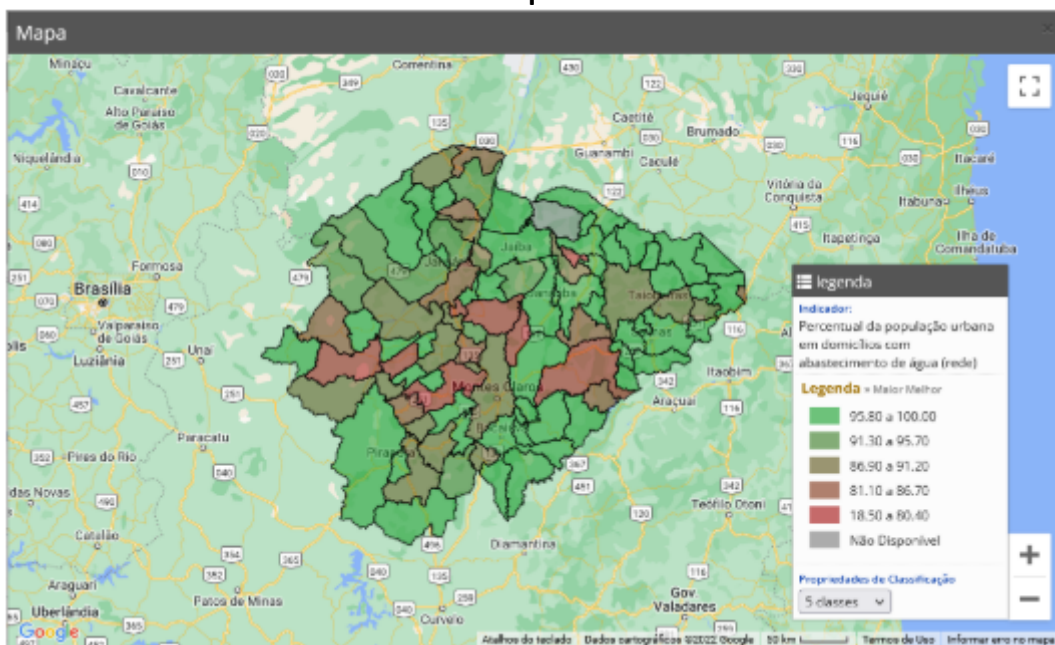 Mapa
Minaçu
Correntina
Cavalcante
Alto Paraíso
de Goiás
Jequié
Caetité
Brumado
Guanambi
Caculé
Niquelândia
Itacaré
Vitória da
Conquista
Ilhéus
Itabuna
Itapetinga
Ilha de
Comandatuba
Jaíba
Formosa
Brasília
Valparaíso
de Goiás
Luziânia
Unaí
Taiobeiras
Itaobim
Montes Claros
Araçuaí
Paracatu
Pires do Rio
das Novas
Teófilo Otoni
Catalão
Diamantina
Araguari
Patos de Minas
Uberlândia
Gov.
Valadares
Curvelo
legenda
Indicador:
Percentual da população urbana
em domicílios com
abastecimento de água (rede)
Legenda » Maior Melhor
95.80 a 100.00
91.30 a 95.70
86.90 a 91.20
81.10 a 86.70
18.50 a 80.40
Não Disponível
Propriedades de Classificação
5 classes
+
−
Google
Atalhos do teclado Dados cartográficos ©2022 Google 50 km Termos de Uso Informar erro no mapa